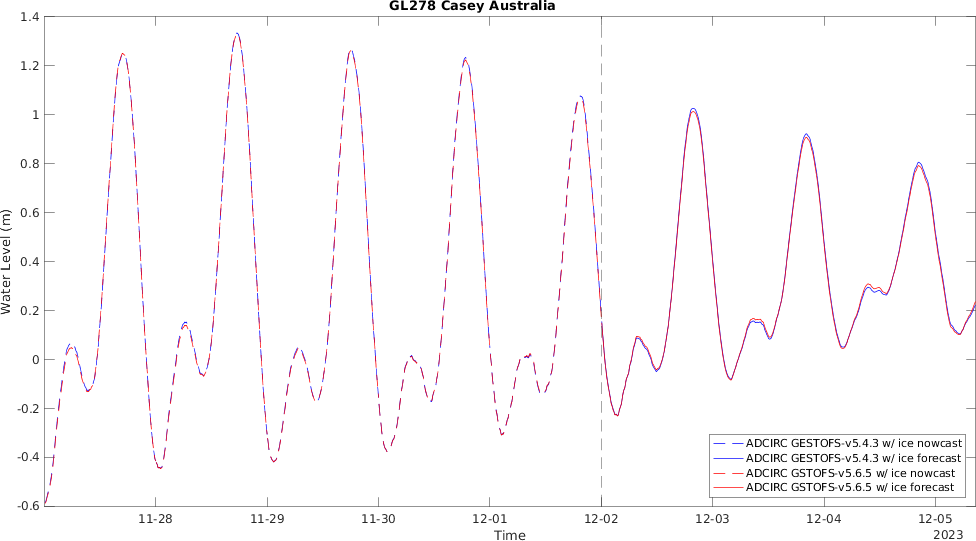 GL278 Casey Australia
1.4
1.2
1
0.8
0.6
0.4
0.2
0
-0.2
-0.4
-0.6
Water Level (m)
11-28
11-29
11-30
12-01
12-02
12-03
12-04
12-05
Time
2023
ADCIRC GESTOFS-v5.4.3 w/ ice nowcast
ADCIRC GESTOFS-v5.4.3 w/ ice forecast
ADCIRC GSTOFS-v5.6.5 w/ ice nowcast
ADCIRC GSTOFS-v5.6.5 w/ ice forecast